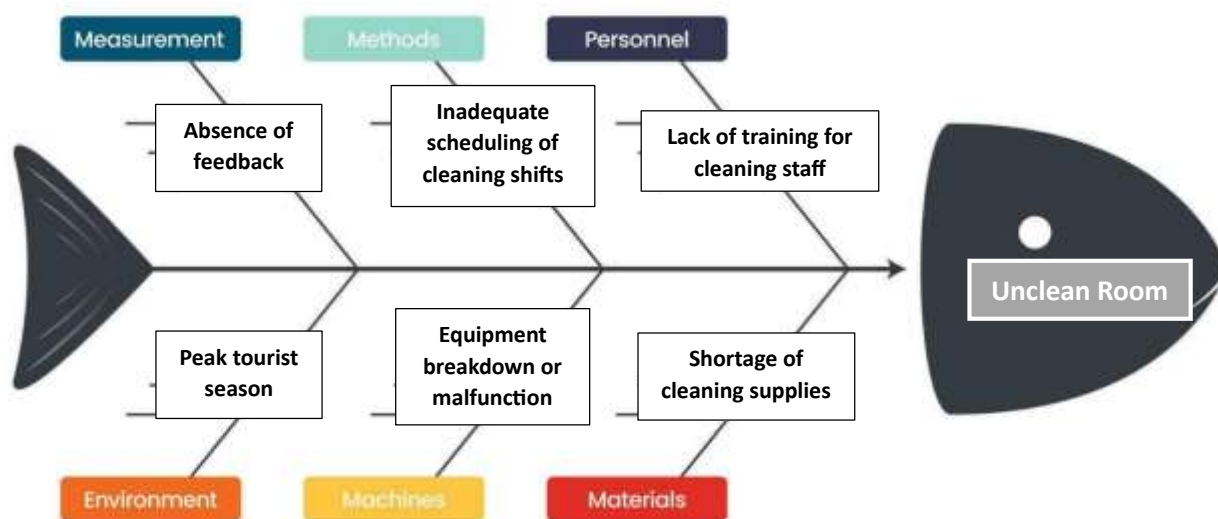 Measurement
Methods
Personnel
Absence of
feedback
Inadequate
scheduling of
cleaning shifts
Lack of training for
cleaning staff
Unclean Room
Peak tourist
season
Equipment
breakdown or
malfunction
Shortage of
cleaning supplies
Environment
Machines
Materials